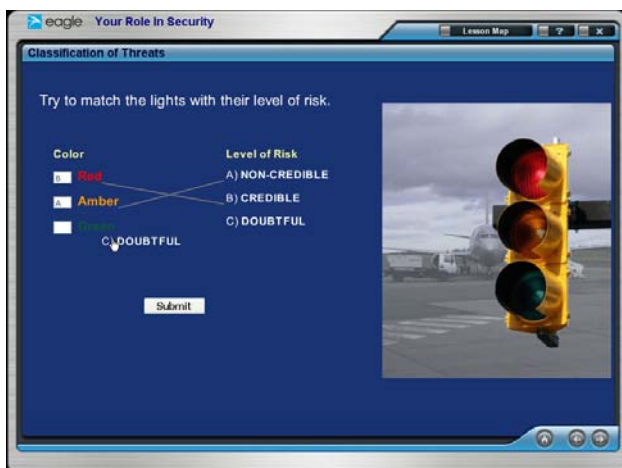 eagle Your Role In Security
Lesson Map ? X
Classification of Threats
Try to match the lights with their level of risk.
Color Level of Risk
B Red A) NON-CREDIBLE
A Amber B) CREDIBLE
Green C) DOUBTFUL
C) DOUBTFUL
Submit